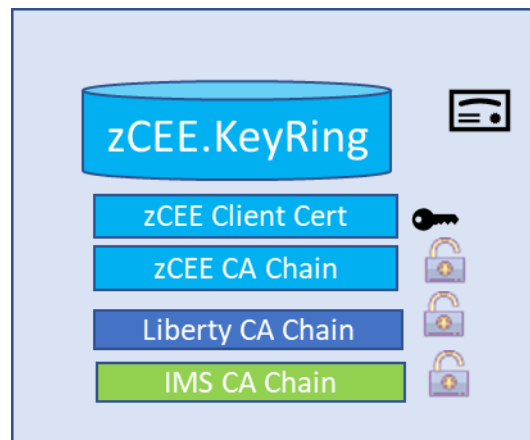 zCEE.KeyRing
zCEE Client Cert
zCEE CA Chain
Liberty CA Chain
IMS CA Chain